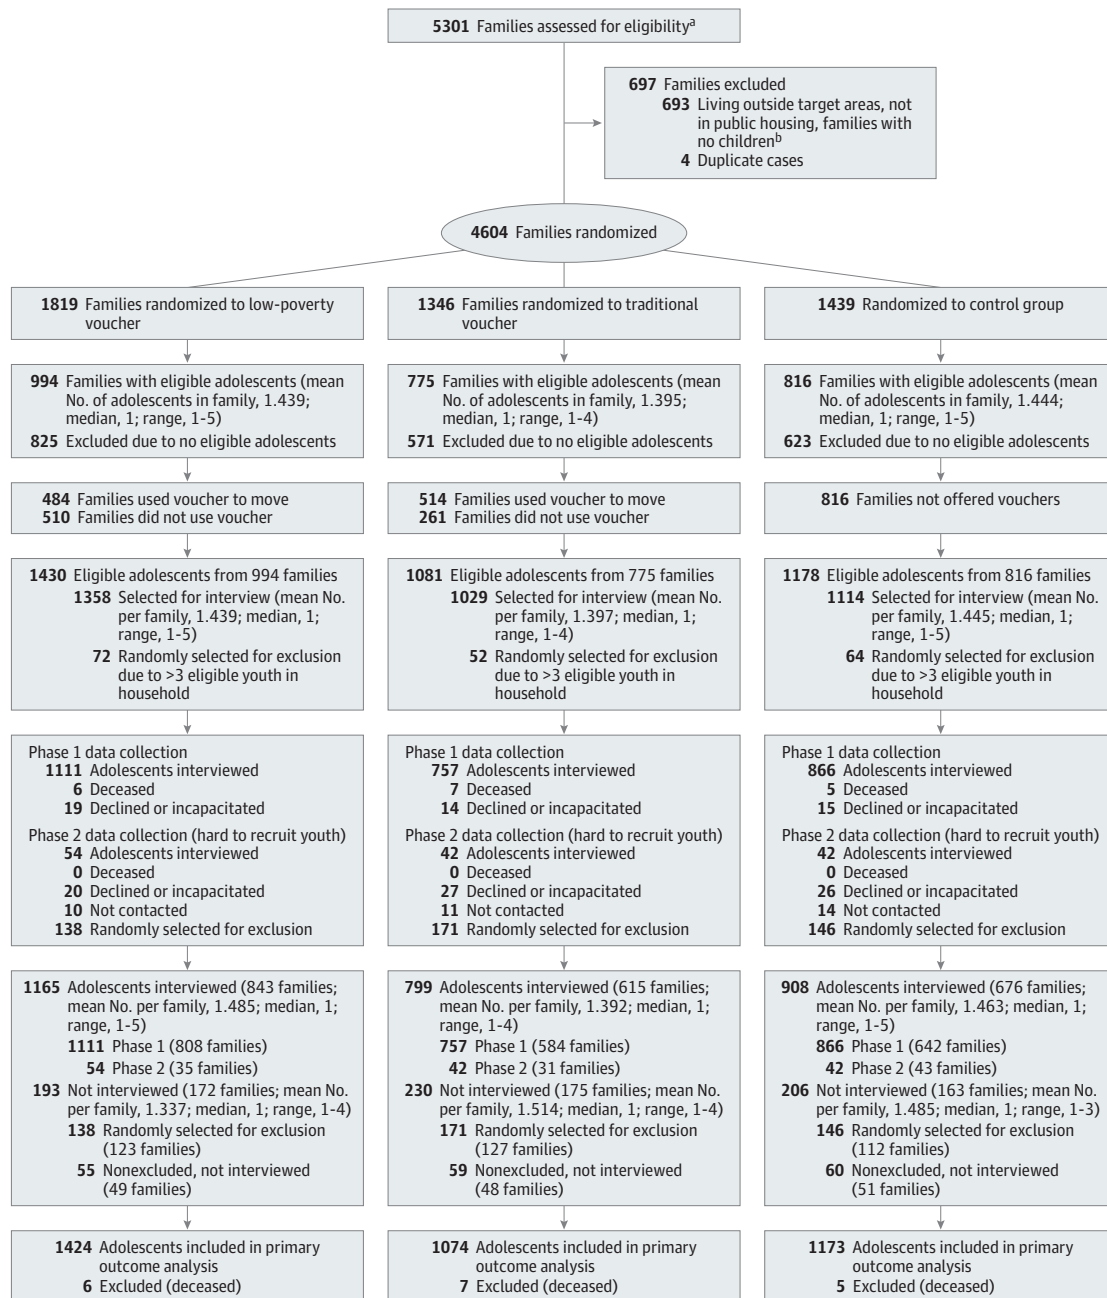 5301 Families assessed for eligibilitya
697 Families excluded
693 Living outside target areas, not
in public housing, families with
no childrenb
4 Duplicate cases
4604 Families randomized
1819 Families randomized to low-poverty
voucher
1346 Families randomized to traditional
voucher
1439 Randomized to control group
994 Families with eligible adolescents (mean
No. of adolescents in family, 1.439;
median, 1; range, 1-5)
825 Excluded due to no eligible adolescents
775 Families with eligible adolescents (mean
No. of adolescents in family, 1.395;
median, 1; range, 1-4)
571 Excluded due to no eligible adolescents
816 Families with eligible adolescents (mean
No. of adolescents in family, 1.444;
median, 1; range, 1-5)
623 Excluded due to no eligible adolescents
484 Families used voucher to move
510 Families did not use voucher
514 Families used voucher to move
261 Families did not use voucher
816 Families not offered vouchers
1430 Eligible adolescents from 994 families
1358 Selected for interview (mean No.
per family, 1.439; median, 1;
range, 1-5)
72 Randomly selected for exclusion
due to >3 eligible youth in
household
1081 Eligible adolescents from 775 families
1029 Selected for interview (mean No.
per family, 1.397; median, 1;
range, 1-4)
52 Randomly selected for exclusion
due to >3 eligible youth in
household
1178 Eligible adolescents from 816 families
1114 Selected for interview (mean No.
per family, 1.445; median, 1;
range, 1-5)
64 Randomly selected for exclusion
due to >3 eligible youth in
household
Phase 1 data collection
1111 Adolescents interviewed
6 Deceased
19 Declined or incapacitated
Phase 2 data collection (hard to recruit youth)
54 Adolescents interviewed
0 Deceased
20 Declined or incapacitated
10 Not contacted
138 Randomly selected for exclusion
Phase 1 data collection
757 Adolescents interviewed
7 Deceased
14 Declined or incapacitated
Phase 2 data collection (hard to recruit youth)
42 Adolescents interviewed
0 Deceased
27 Declined or incapacitated
11 Not contacted
171 Randomly selected for exclusion
Phase 1 data collection
866 Adolescents interviewed
5 Deceased
15 Declined or incapacitated
Phase 2 data collection (hard to recruit youth)
42 Adolescents interviewed
0 Deceased
26 Declined or incapacitated
14 Not contacted
146 Randomly selected for exclusion
1165 Adolescents interviewed (843 families;
mean No. per family, 1.485; median, 1;
range, 1-5)
1111 Phase 1 (808 families)
54 Phase 2 (35 families)
193 Not interviewed (172 families; mean No.
per family, 1.337; median, 1; range, 1-4)
138 Randomly selected for exclusion
(123 families)
55 Nonexcluded, not interviewed
(49 families)
799 Adolescents interviewed (615 families;
mean No. per family, 1.392; median, 1;
range, 1-4)
757 Phase 1 (584 families)
42 Phase 2 (31 families)
230 Not interviewed (175 families; mean No.
per family, 1.514; median, 1; range, 1-4)
171 Randomly selected for exclusion
(127 families)
59 Nonexcluded, not interviewed
(48 families)
908 Adolescents interviewed (676 families;
mean No. per family, 1.463; median, 1;
range, 1-5)
866 Phase 1 (642 families)
42 Phase 2 (43 families)
206 Not interviewed (163 families; mean No.
per family, 1.485; median, 1; range, 1-3)
146 Randomly selected for exclusion
(112 families)
60 Nonexcluded, not interviewed
(51 families)
1424 Adolescents included in primary
outcome analysis
6 Excluded (deceased)
1074 Adolescents included in primary
outcome analysis
7 Excluded (deceased)
1173 Adolescents included in primary
outcome analysis
5 Excluded (deceased)